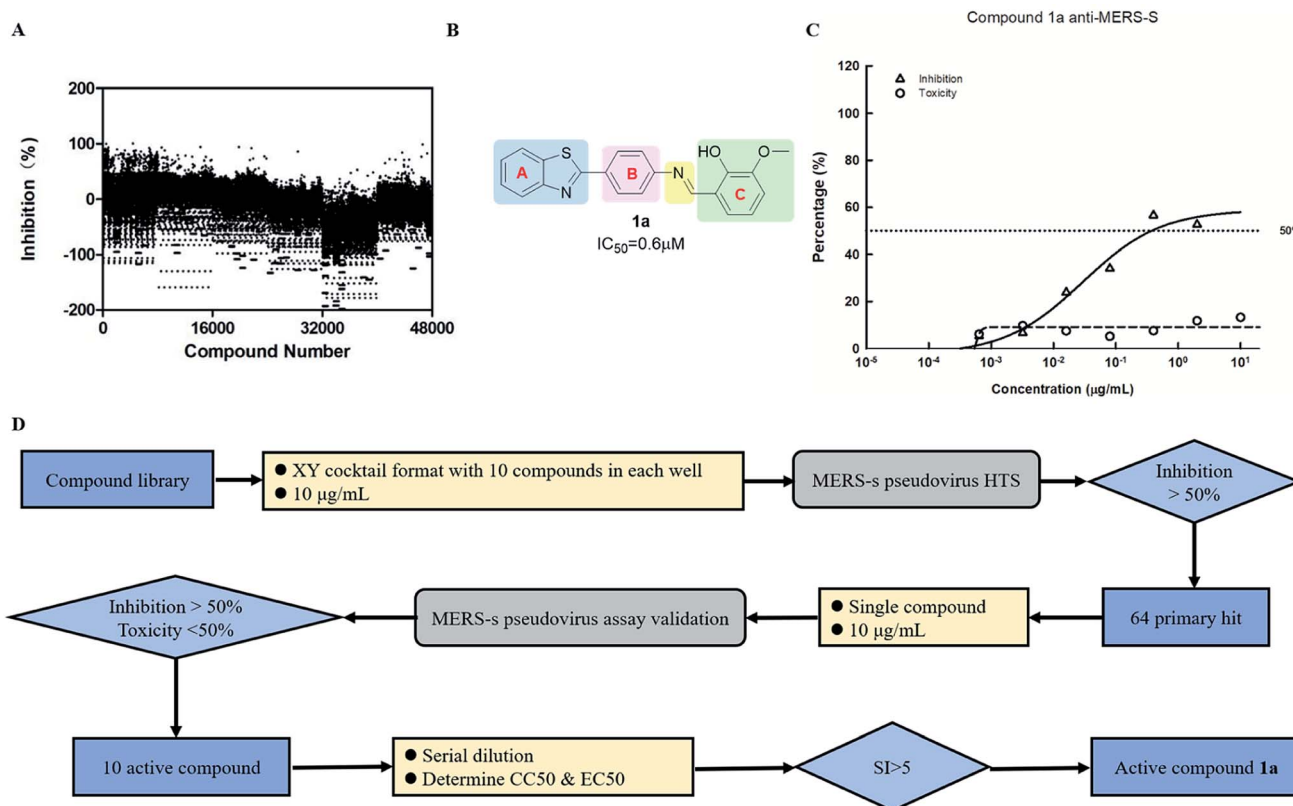 A
Inhibition (%)
200
100
0
-100
-200
0
16000
32000
48000
Compound Number
B
A
S
N
B
N
HO
O
C
1a
IC50=0.6μM
C
Compound 1a anti-MERS-S
Inhibition
Toxicity
Percentage (%)
120
100
80
60
40
20
0
50
10-5
10-4
10-3
10-2
10-1
100
101
Concentration (μg/mL)
D
Compound library
● XY cocktail format with 10 compounds in each well
● 10 μg/mL
MERS-s pseudovirus HTS
Inhibition
> 50%
Inhibition > 50%
Toxicity <50%
MERS-s pseudovirus assay validation
● Single compound
● 10 μg/mL
64 primary hit
10 active compound
● Serial dilution
● Determine CC50 & EC50
SI>5
Active compound 1a